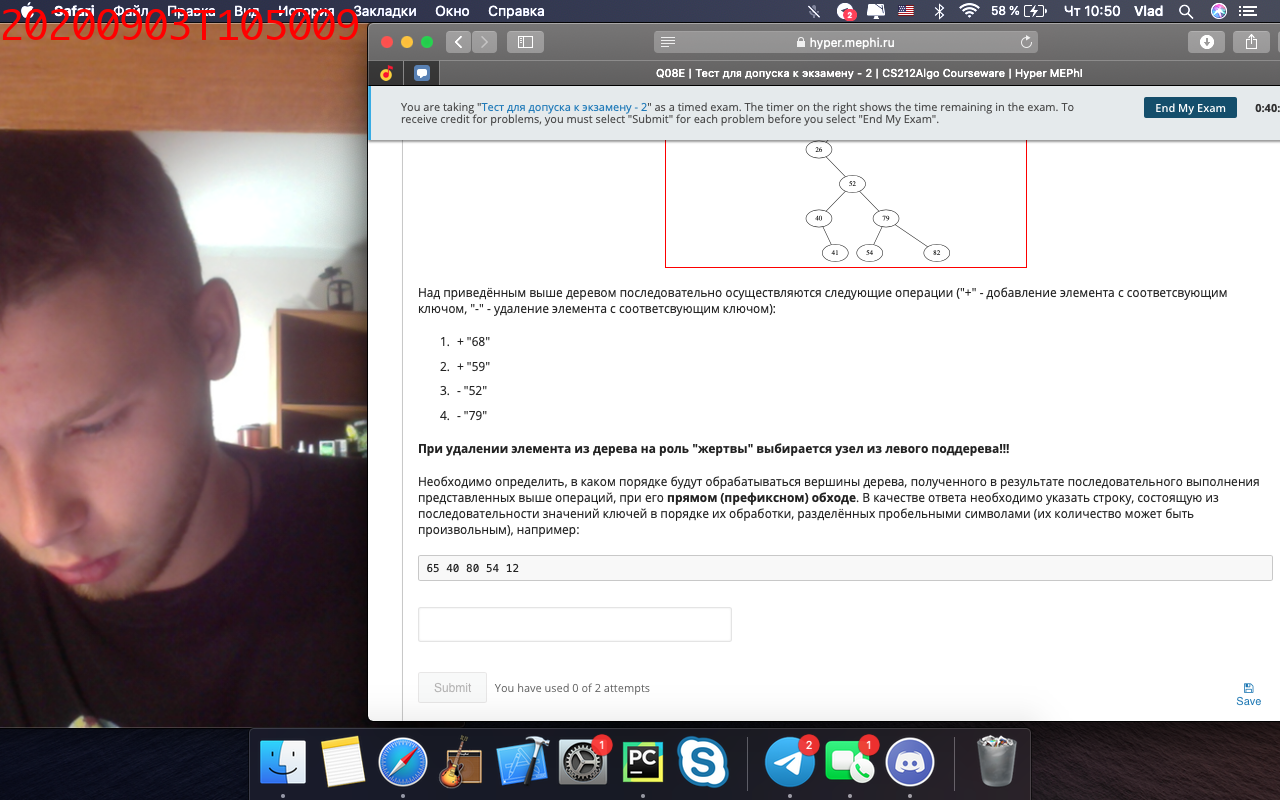 20200903T105009
Safari Файл Правка Вид История Закладки Окно Справка 2 58 % Чт 10:50 Vlad
hyper.mephi.ru
Q08E | Тест для допуска к экзамену - 2 | CS212Algo Courseware | Hyper MEPhI
You are taking "Тест для допуска к экзамену - 2" as a timed exam. The timer on the right shows the time remaining in the exam. To
receive credit for problems, you must select "Submit" for each problem before you select "End My Exam".
End My Exam
0:40:
26
52
40 79
41 54 82
Над приведённым выше деревом последовательно осуществляются следующие операции ("+" - добавление элемента с соответсвующим
ключом, "-" - удаление элемента с соответсвующим ключом):
1. + "68"
2. + "59"
3. - "52"
4. - "79"
При удалении элемента из дерева на роль "жертвы" выбирается узел из левого поддерева!!!
Необходимо определить, в каком порядке будут обрабатываться вершины дерева, полученного в результате последовательного выполнения
представленных выше операций, при его прямом (префиксном) обходе. В качестве ответа необходимо указать строку, состоящую из
последовательности значений ключей в порядке их обработки, разделённых пробельными символами (их количество может быть
произвольным), например:
65 40 80 54 12
Submit You have used 0 of 2 attempts
Save
1 PC 2 1